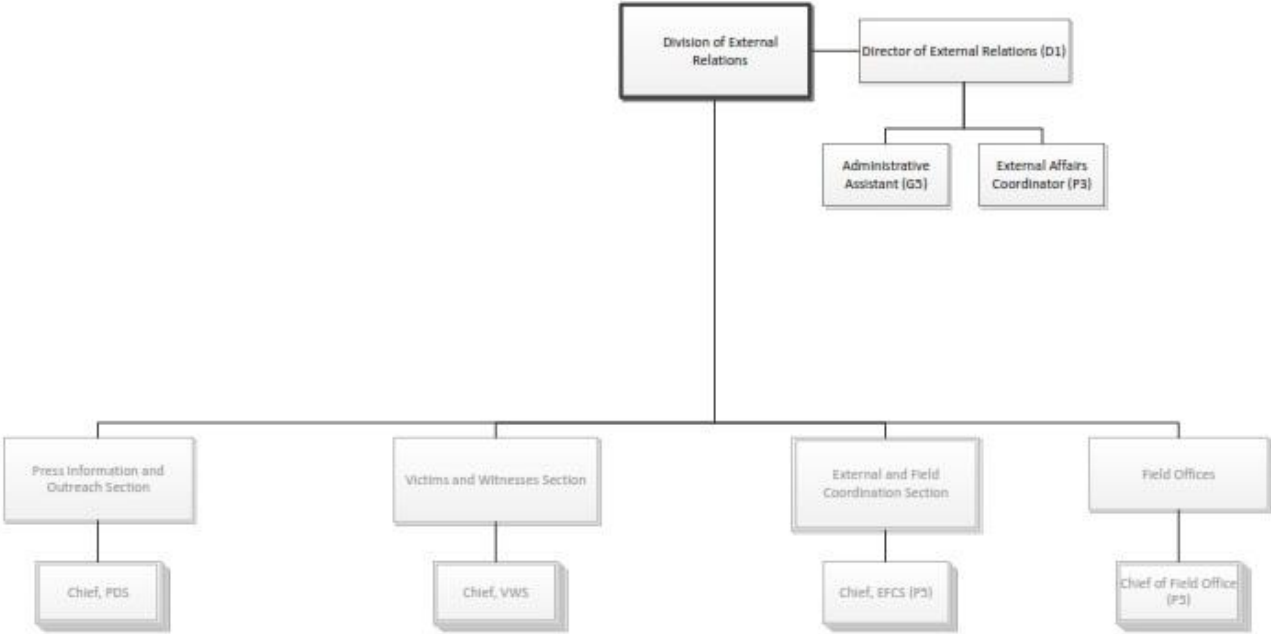 Division of External
Relations
Director of External Relations (D1)
Administrative
Assistant (G5)
External Affairs
Coordinator (P3)
Press Information and
Outreach Section
Victims and Witnesses Section
External and Field
Coordination Section
Field Offices
Chief, PDS
Chief, VWS
Chief, EFCS (P5)
Chief of Field Office
(P5)